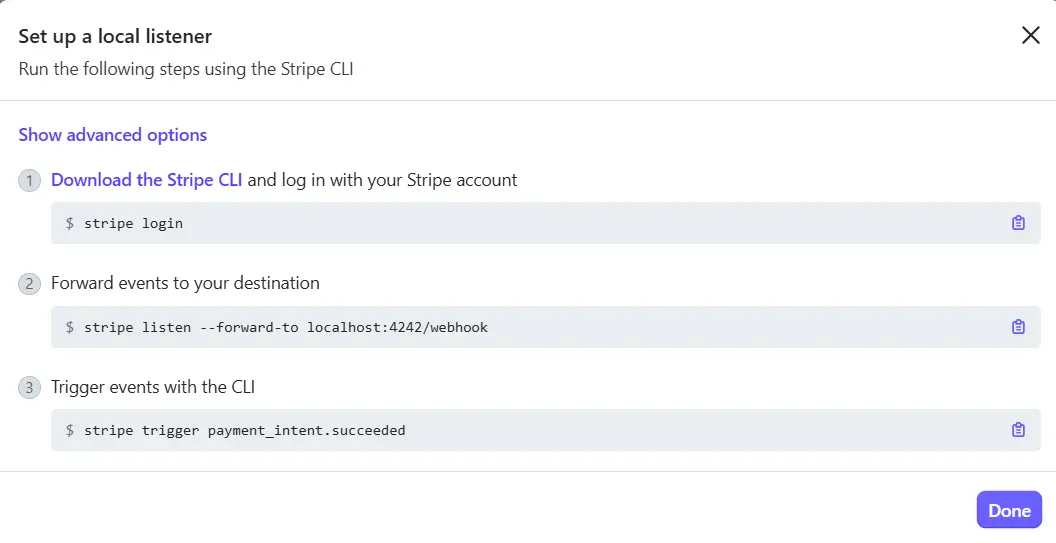 Set up a local listener
Run the following steps using the Stripe CLI
Show advanced options
1 Download the Stripe CLI and log in with your Stripe account
$ stripe login
2 Forward events to your destination
$ stripe listen --forward-to localhost:4242/webhook
3 Trigger events with the CLI
$ stripe trigger payment_intent.succeeded
Done